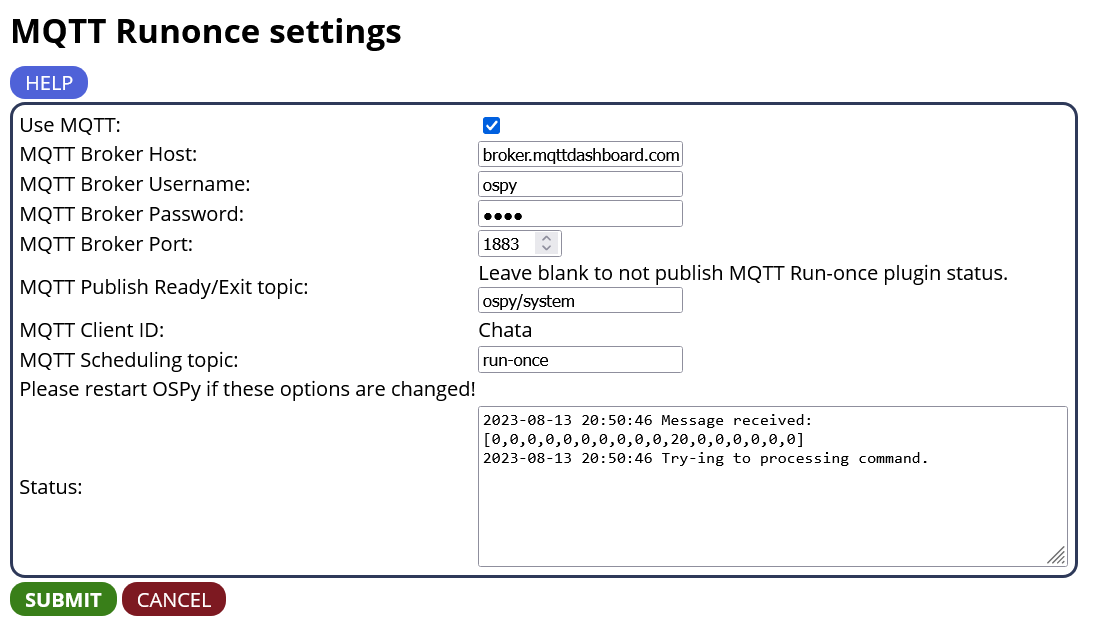 MQTT Runonce settings
HELP
Use MQTT:
MQTT Broker Host: broker.mqttdashboard.com
MQTT Broker Username: ospy
MQTT Broker Password: ●●●●
MQTT Broker Port: 1883
Leave blank to not publish MQTT Run-once plugin status.
MQTT Publish Ready/Exit topic: ospy/system
MQTT Client ID: Chata
MQTT Scheduling topic: run-once
Please restart OSPy if these options are changed!
Status:
2023-08-13 20:50:46 Message received:
[0,0,0,0,0,0,0,0,0,0,20,0,0,0,0,0,0]
2023-08-13 20:50:46 Try-ing to processing command.
SUBMIT CANCEL